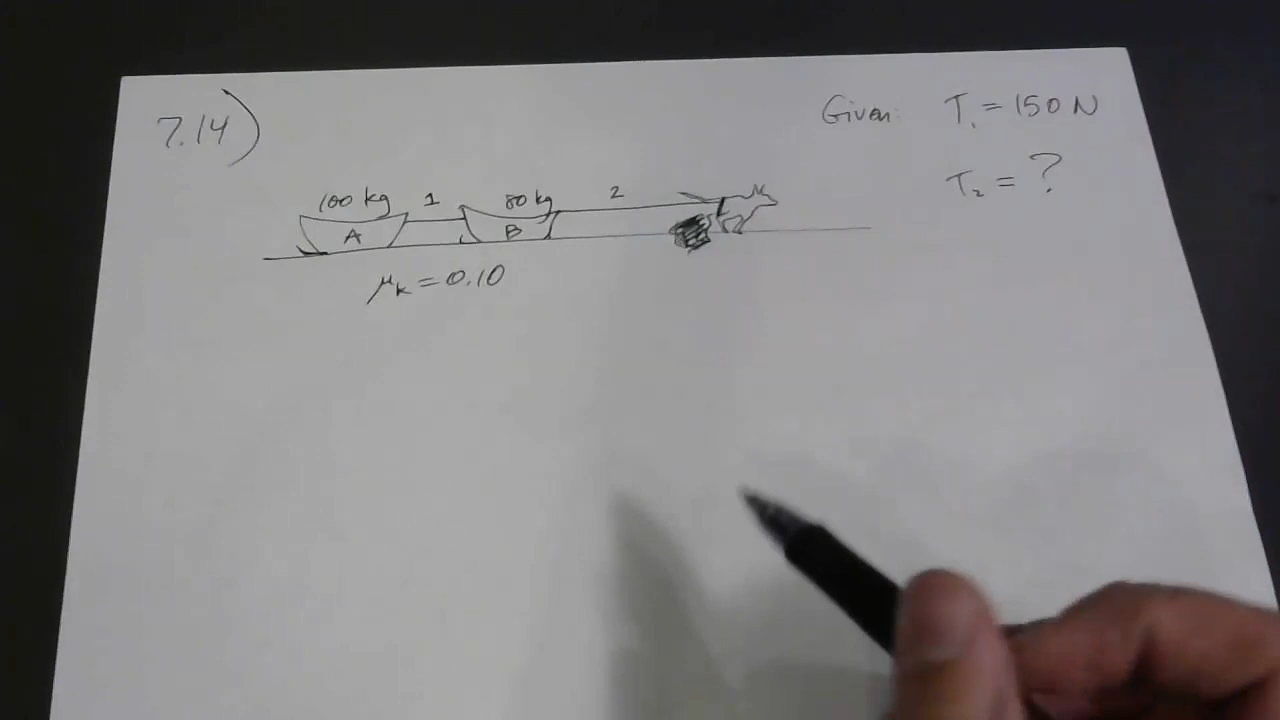 7.14)
Given: T₁ = 150 N
T₂ = ?
100 kg 1 80 kg 2
A B
μₖ = 0.10